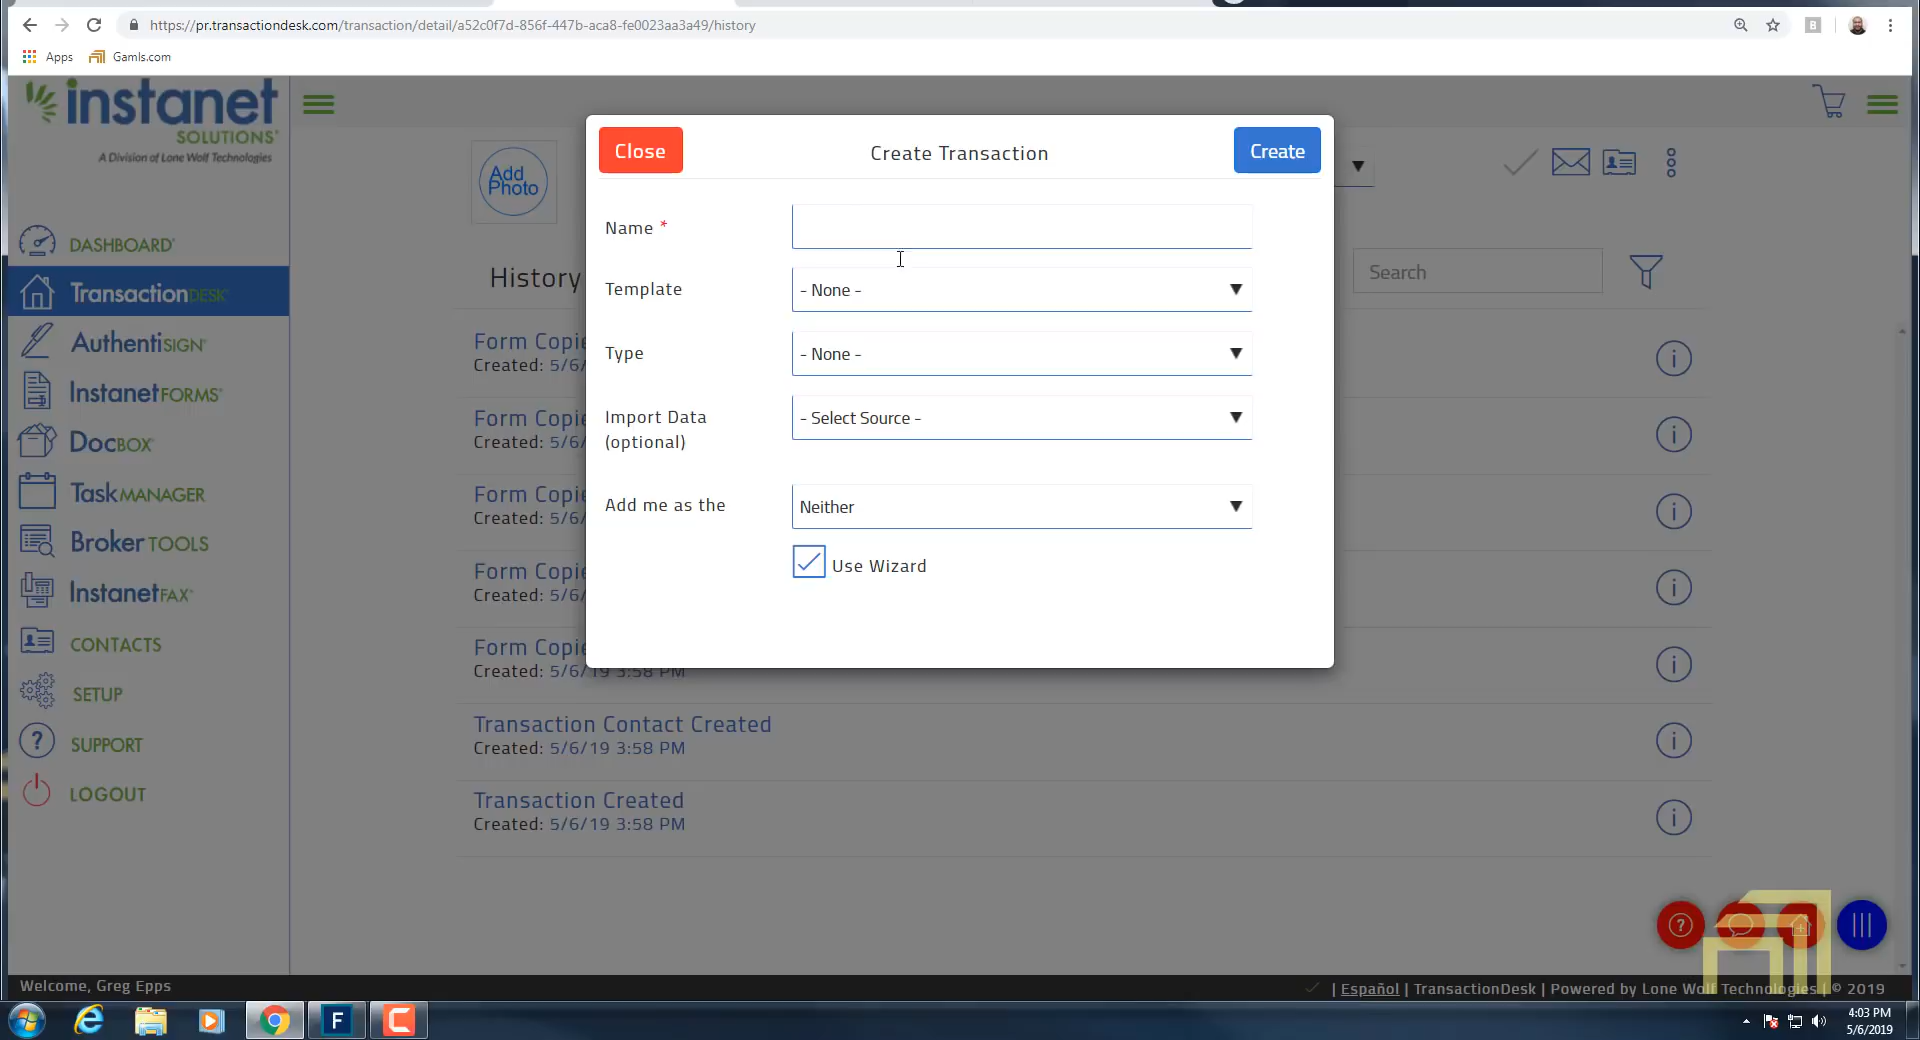 https://pr.transactiondesk.com/transaction/detail/a52c0f7d-856f-447b-aca8-fe0023aa3a49/history
B
Apps
Gamls.com
instanet
SOLUTIONS
A Division of Lone Wolf Technologies
DASHBOARD
TransactionDESK
AuthentiSIGN
InstanetFORMS
DocBOX
TaskMANAGER
Broker TOOLS
InstanetFAX
CONTACTS
SETUP
? SUPPORT
LOGOUT
Add
Photo
Close
Create Transaction
Create
Name *
Template
- None -
Type
- None -
Import Data
(optional)
- Select Source -
Add me as the
Neither
Use Wizard
History
Search
Form Copie
Created: 5/6/
Form Copie
Created: 5/6/
Form Copie
Created: 5/6/
Form Copie
Created: 5/6/
Form Copie
Created: 5/6/19 3:58 PM
Transaction Contact Created
Created: 5/6/19 3:58 PM
Transaction Created
Created: 5/6/19 3:58 PM
Welcome, Greg Epps
| Español | TransactionDesk | Powered by Lone Wolf Technologies | © 2019
4:03 PM
5/6/2019